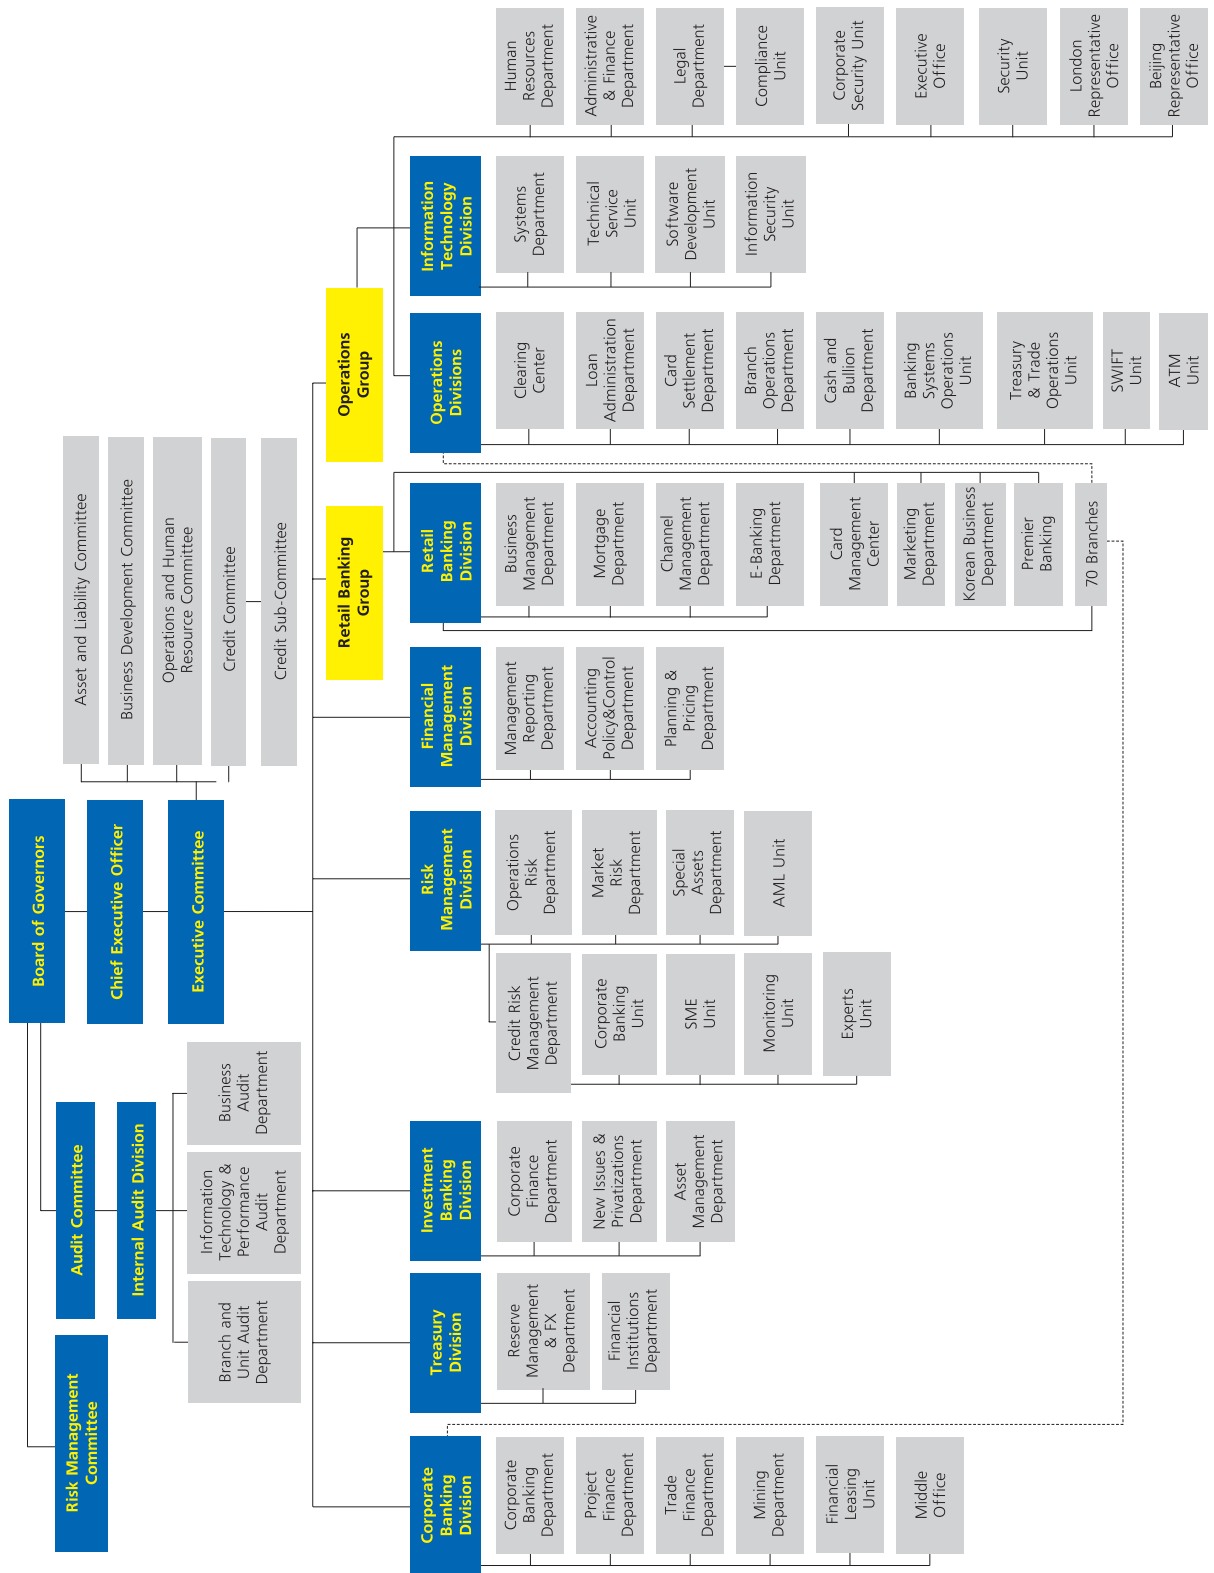 Board of Governors
Chief Executive Officer
Executive Committee
Risk Management
Committee
Audit Committee
Internal Audit Division
Branch and
Unit Audit
Department
Information
Technology &
Performance
Audit
Department
Business
Audit
Department
Asset and Liability Committee
Business Development Committee
Operations and Human
Resource Committee
Credit Committee
Credit Sub-Committee
Retail Banking
Group
Operations
Group
Corporate
Banking
Division
Corporate
Banking
Department
Project
Finance
Department
Trade
Finance
Department
Mining
Department
Financial
Leasing
Unit
Middle
Office
Treasury
Division
Reserve
Management
& FX
Department
Financial
Institutions
Department
Investment
Banking
Division
Corporate
Finance
Department
New Issues &
Privatizations
Department
Asset
Management
Department
Risk
Management
Division
Credit Risk
Management
Department
Corporate
Banking
Unit
SME
Unit
Monitoring
Unit
Experts
Unit
Operations
Risk
Department
Market
Risk
Department
Special
Assets
Department
AML Unit
Financial
Management
Division
Management
Reporting
Department
Accounting
Policy&Control
Department
Planning &
Pricing
Department
Retail
Banking
Division
Business
Management
Department
Mortgage
Department
Channel
Management
Department
E-Banking
Department
Card
Management
Center
Marketing
Department
Korean Business
Department
Premier
Banking
70 Branches
Operations
Divisions
Clearing
Center
Loan
Administration
Department
Card
Settlement
Department
Branch
Operations
Department
Cash and
Bullion
Department
Banking
Systems
Operations
Unit
Treasury
& Trade
Operations
Unit
SWIFT
Unit
ATM
Unit
Information
Technology
Division
Systems
Department
Technical
Service
Unit
Software
Development
Unit
Information
Security
Unit
Human
Resources
Department
Administrative
& Finance
Department
Legal
Department
Compliance
Unit
Corporate
Security Unit
Executive
Office
Security
Unit
London
Representative
Office
Beijing
Representative
Office